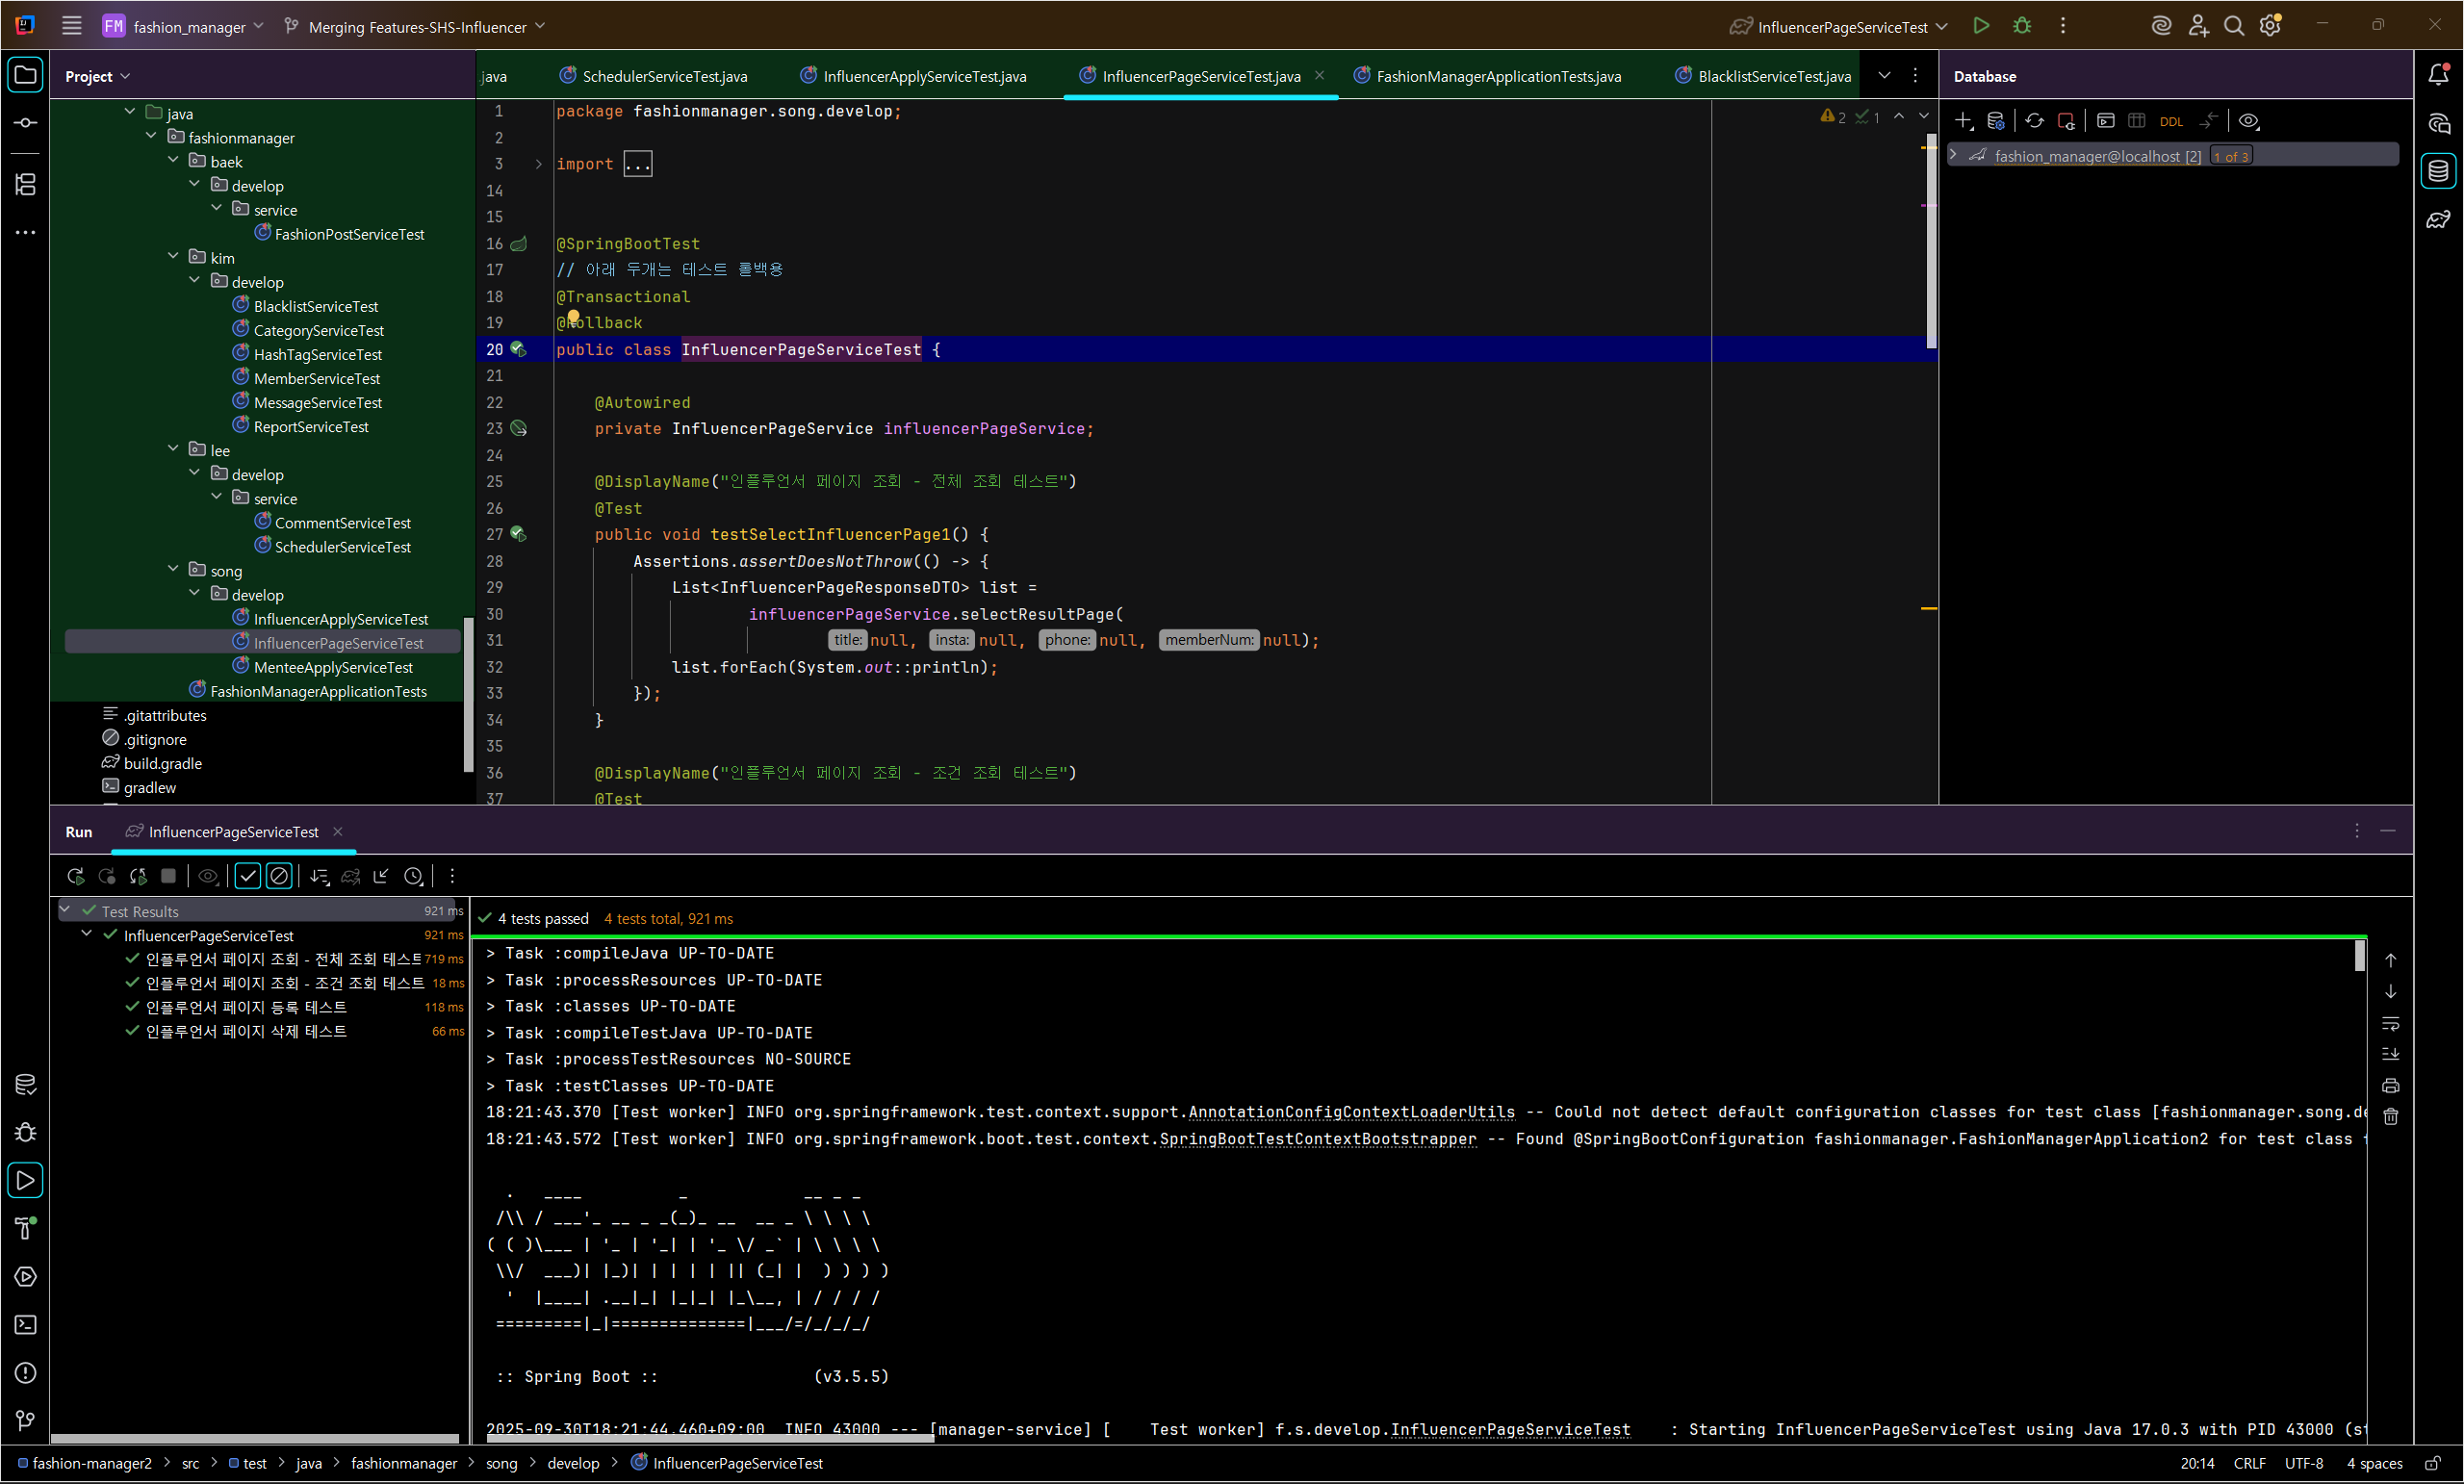 FM fashion_manager Merging Features-SHS-Influencer InfluencerPageServiceTest
Project
.java SchedulerServiceTest.java InfluencerApplyServiceTest.java InfluencerPageServiceTest.java FashionManagerApplicationTests.java BlacklistServiceTest.java
Database
DDL
fashion_manager@localhost [2] 1 of 3
java
fashionmanager
baek
develop
service
FashionPostServiceTest
kim
develop
BlacklistServiceTest
CategoryServiceTest
HashTagServiceTest
MemberServiceTest
MessageServiceTest
ReportServiceTest
lee
develop
service
CommentServiceTest
SchedulerServiceTest
song
develop
InfluencerApplyServiceTest
InfluencerPageServiceTest
MenteeApplyServiceTest
FashionManagerApplicationTests
.gitattributes
.gitignore
build.gradle
gradlew
2 1
1 package fashionmanager.song.develop;
2
3 import ...
14
15
16 @SpringBootTest
17 // 아래 두개는 테스트 롤백용
18 @Transactional
19 @Rollback
20 public class InfluencerPageServiceTest {
21
22 @Autowired
23 private InfluencerPageService influencerPageService;
24
25 @DisplayName("인플루언서 페이지 조회 - 전체 조회 테스트")
26 @Test
27 public void testSelectInfluencerPage1() {
28 Assertions.assertDoesNotThrow(() -> {
29 List<InfluencerPageResponseDTO> list =
30 influencerPageService.selectResultPage(
31 title: null, insta: null, phone: null, memberNum: null);
32 list.forEach(System.out::println);
33 });
34 }
35
36 @DisplayName("인플루언서 페이지 조회 - 조건 조회 테스트")
37 @Test
Run InfluencerPageServiceTest
Test Results 921 ms
InfluencerPageServiceTest 921 ms
인플루언서 페이지 조회 - 전체 조회 테스트 719 ms
인플루언서 페이지 조회 - 조건 조회 테스트 18 ms
인플루언서 페이지 등록 테스트 118 ms
인플루언서 페이지 삭제 테스트 66 ms
4 tests passed 4 tests total, 921 ms
> Task :compileJava UP-TO-DATE
> Task :processResources UP-TO-DATE
> Task :classes UP-TO-DATE
> Task :compileTestJava UP-TO-DATE
> Task :processTestResources NO-SOURCE
> Task :testClasses UP-TO-DATE
18:21:43.370 [Test worker] INFO org.springframework.test.context.support.AnnotationConfigContextLoaderUtils -- Could not detect default configuration classes for test class [fashionmanager.song.de
18:21:43.572 [Test worker] INFO org.springframework.boot.test.context.SpringBootTestContextBootstrapper -- Found @SpringBootConfiguration fashionmanager.FashionManagerApplication2 for test class f
:: Spring Boot :: (v3.5.5)
2025-09-30T18:21:44.460+09:00 INFO 43000 --- [manager-service] [ Test worker] f.s.develop.InfluencerPageServiceTest : Starting InfluencerPageServiceTest using Java 17.0.3 with PID 43000 (st
fashion-manager2 > src > test > java > fashionmanager > song > develop > InfluencerPageServiceTest
20:14 CRLF UTF-8 4 spaces